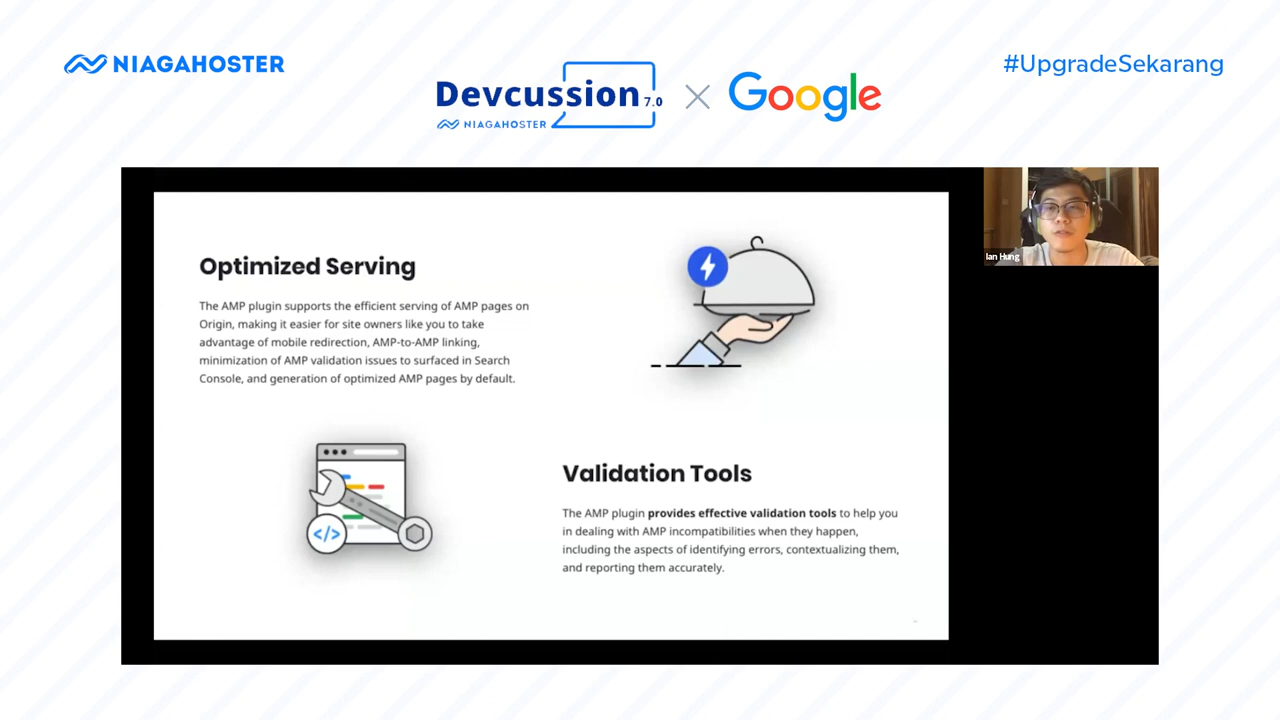 NIAGAHOSTER
Devcussion 7.0
NIAGAHOSTER
Google
#UpgradeSekarang
Ian Hung
Optimized Serving
The AMP plugin supports the efficient serving of AMP pages on
Origin, making it easier for site owners like you to take
advantage of mobile redirection, AMP-to-AMP linking,
minimization of AMP validation issues to surfaced in Search
Console, and generation of optimized AMP pages by default.
</>
Validation Tools
The AMP plugin provides effective validation tools to help you
in dealing with AMP incompatibilities when they happen,
including the aspects of identifying errors, contextualizing them,
and reporting them accurately.